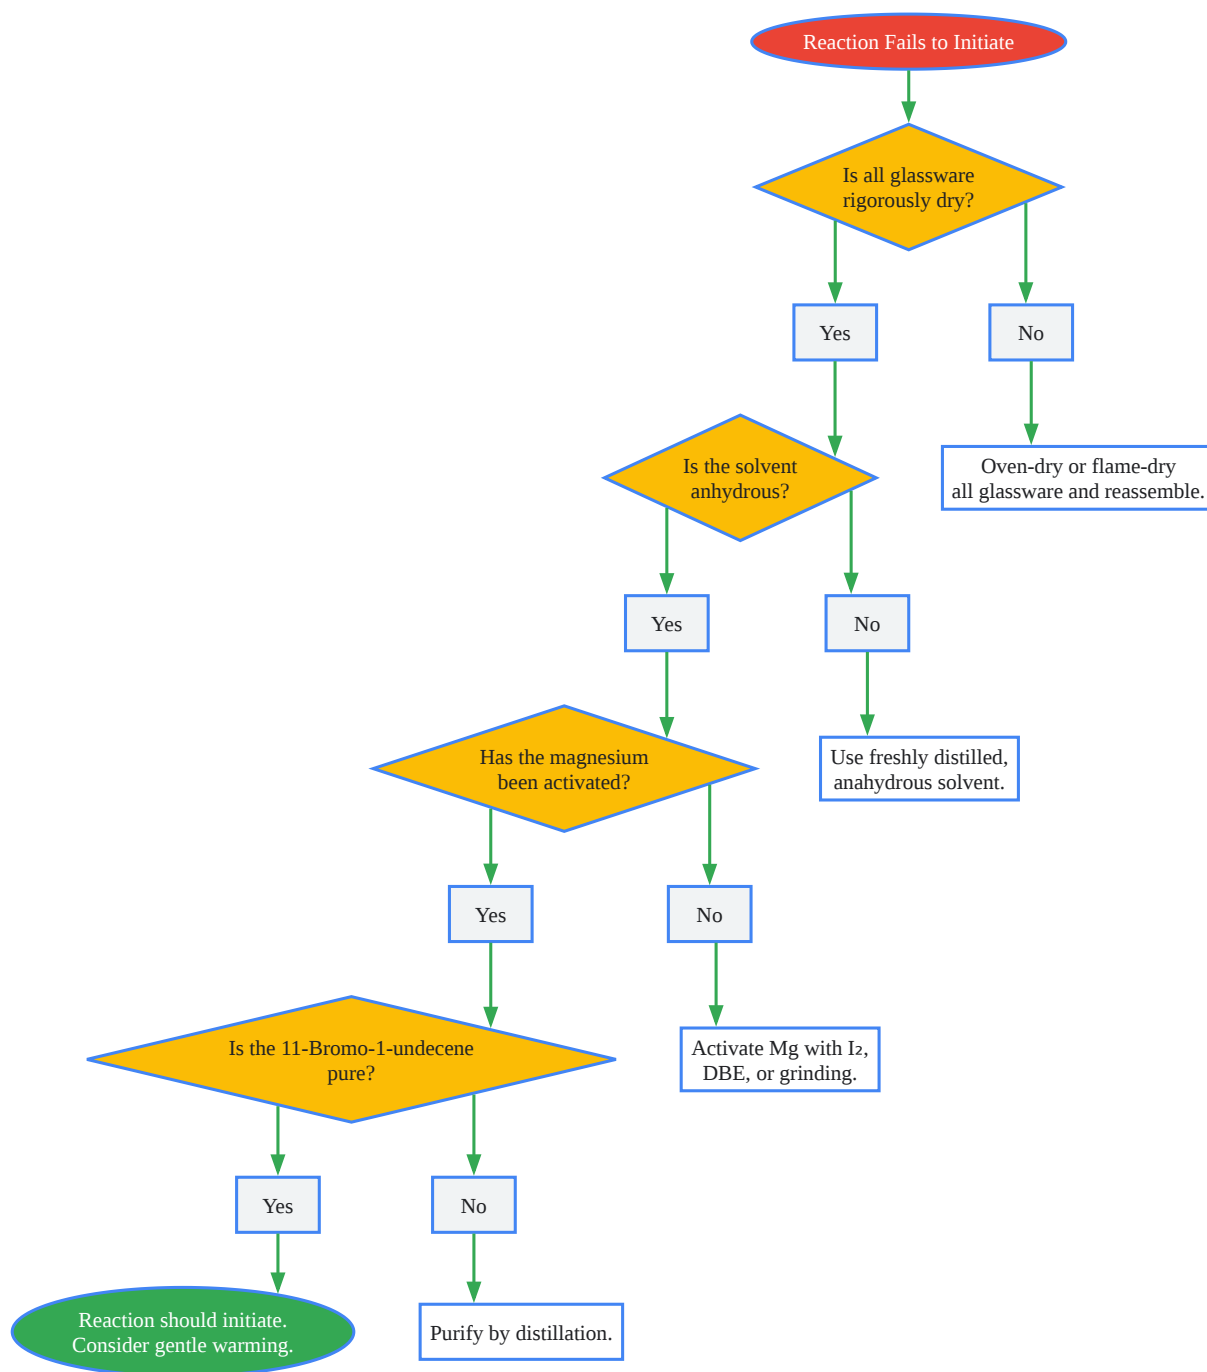 Reaction Fails to Initiate
Is all glassware
rigorously dry?
Yes
No
Is the solvent
anhydrous?
Oven-dry or flame-dry
all glassware and reassemble.
Yes
No
Has the magnesium
been activated?
Use freshly distilled,
anahydrous solvent.
Yes
No
Is the 11-Bromo-1-undecene
pure?
Activate Mg with I₂,
DBE, or grinding.
Yes
No
Reaction should initiate.
Consider gentle warming.
Purify by distillation.